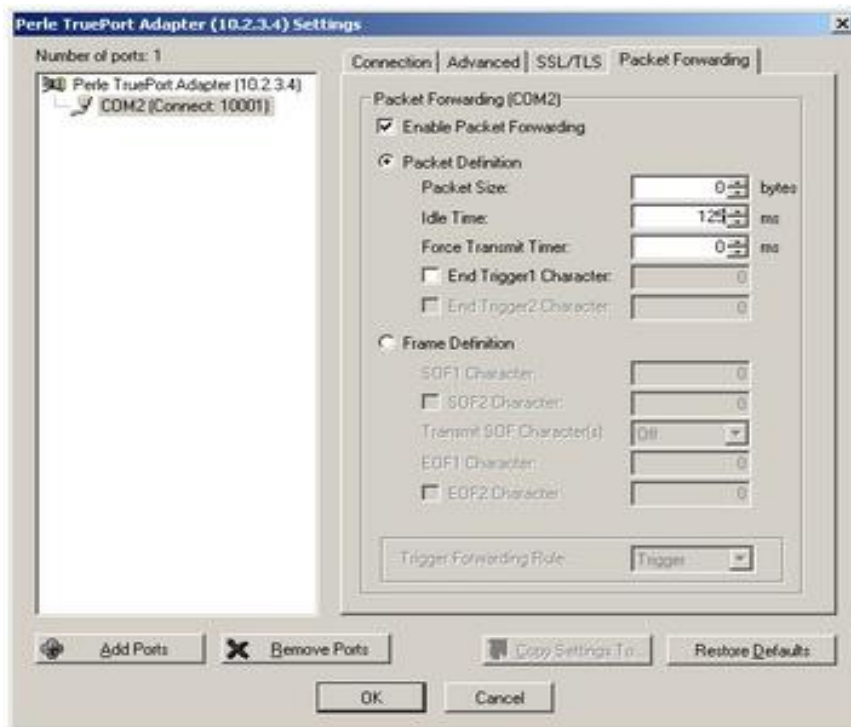 Perle TruePort Adapter (10.2.3.4) Settings
Number of ports: 1
Perle TruePort Adapter (10.2.3.4)
COM2 (Connect: 10001)
Connection Advanced SSL/TLS Packet Forwarding
Packet Forwarding (COM2)
Enable Packet Forwarding
Packet Definition
Packet Size: 0 bytes
Idle Time: 125 ms
Force Transmit Timer: 0 ms
End Trigger1 Character: 0
End Trigger2 Character: 0
Frame Definition
SOF1 Character: 0
SOF2 Character: 0
Transmit SOF Character(s): Off
EOF1 Character: 0
EOF2 Character: 0
Trigger Forwarding Rule: Trigger
Add Ports Remove Ports Copy Settings To... Restore Defaults
OK Cancel